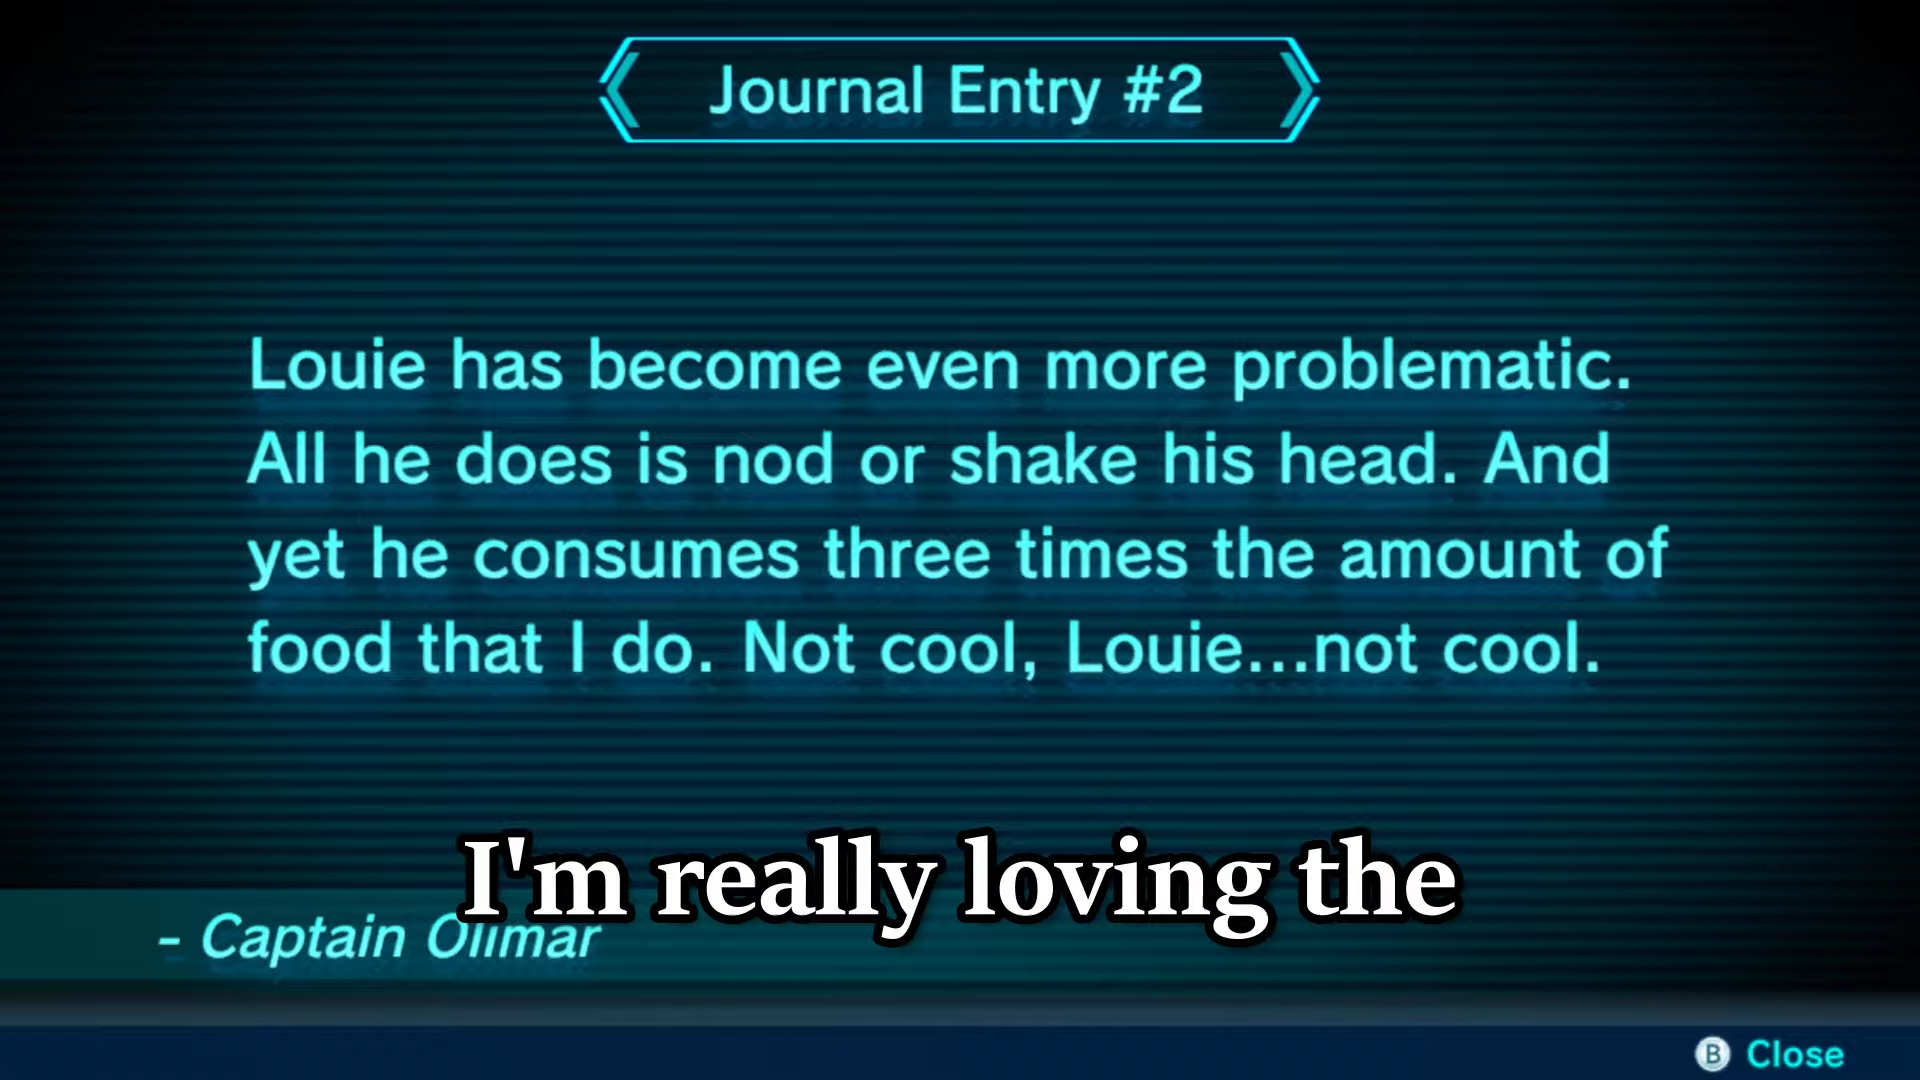 Journal Entry #2
Louie has become even more problematic.
All he does is nod or shake his head. And
yet he consumes three times the amount of
food that I do. Not cool, Louie...not cool.
I'm really loving the
- Captain Olimar
B Close